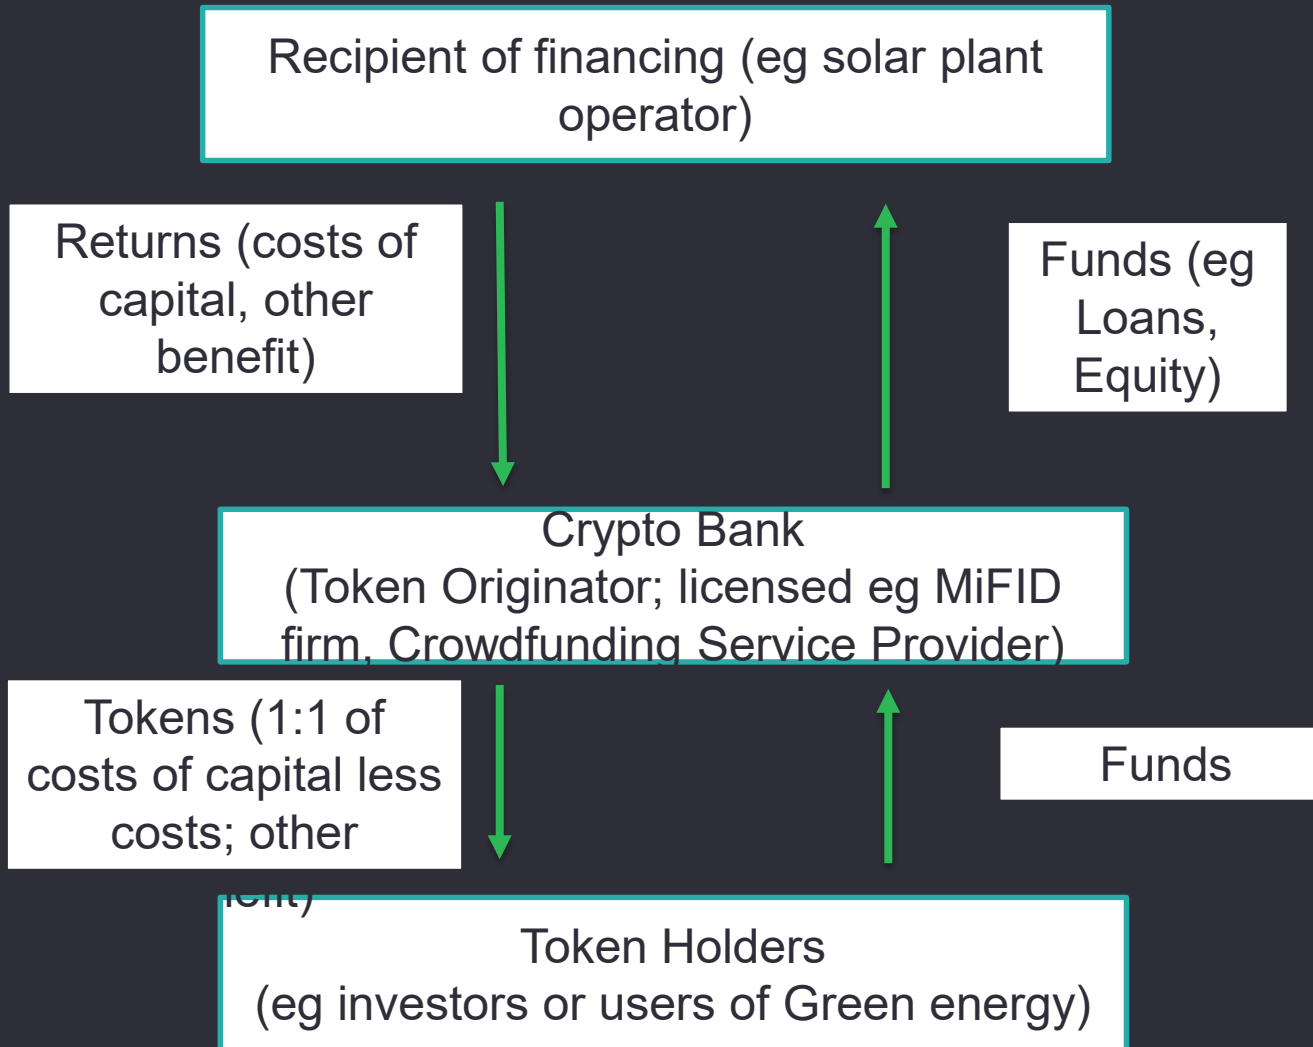 Recipient of financing (eg solar plant
operator)
Returns (costs of
capital, other
benefit)
Funds (eg
Loans,
Equity)
Crypto Bank
(Token Originator; licensed eg MiFID
firm, Crowdfunding Service Provider)
Tokens (1:1 of
costs of capital less
costs; other
Funds
Token Holders
(eg investors or users of Green energy)